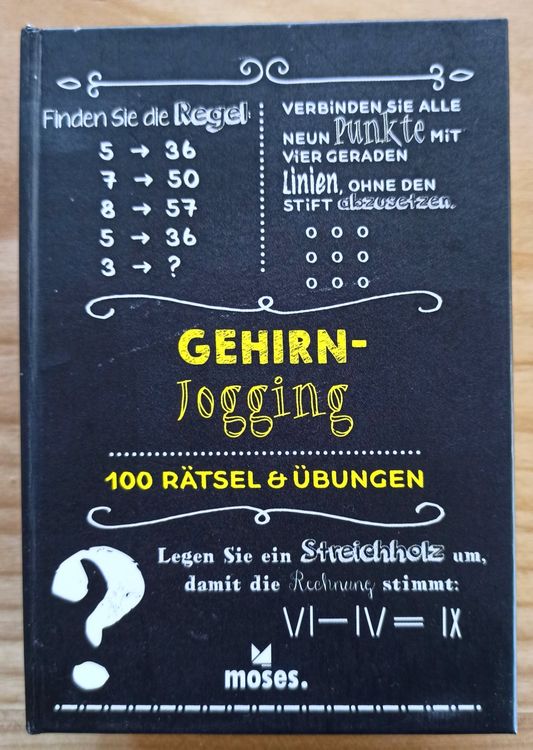 Finden Sie die Regel:
5 → 36
7 → 50
8 → 57
5 → 36
3 → ?
VERBINDEN SIE ALLE
NEUN Punkte MIT
VIER GERADEN
Linien, OHNE DEN
STIFT abzusetzen.
o o o
o o o
o o o
GEHIRN-
Jogging
100 RÄTSEL & ÜBUNGEN
?
Legen Sie ein Streichholz um,
damit die Rechnung stimmt:
VI — IV = IX
moses.